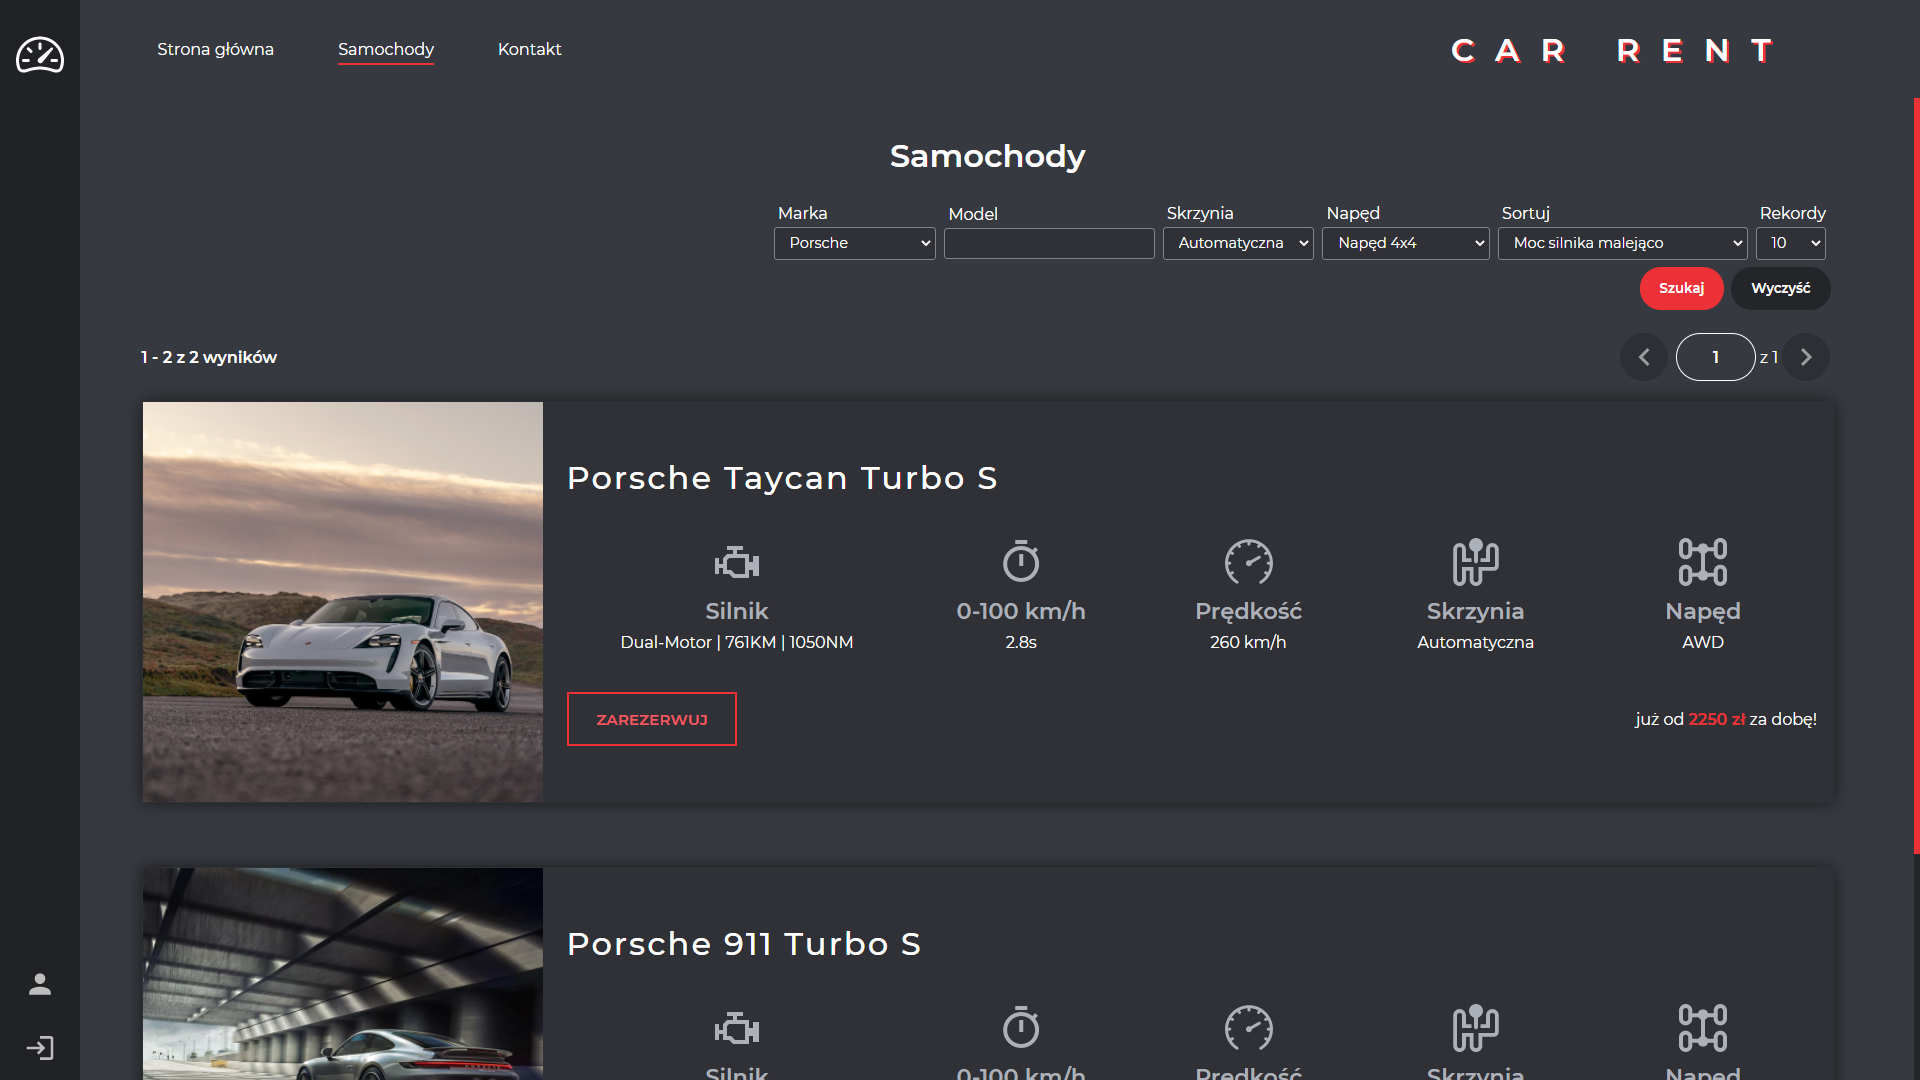 Strona główna
Samochody
Kontakt
CAR RENT
Samochody
Marka
Model
Skrzynia
Napęd
Sortuj
Rekordy
Porsche
Automatyczna
Napęd 4x4
Moc silnika malejąco
10
Szukaj
Wyczyść
1 - 2 z 2 wyników
1
z 1
Porsche Taycan Turbo S
Silnik
0-100 km/h
Prędkość
Skrzynia
Napęd
Dual-Motor | 761KM | 1050NM
2.8s
260 km/h
Automatyczna
AWD
ZAREZERWUJ
już od 2250 zł za dobę!
Porsche 911 Turbo S
Silnik
0-100 km/h
Prędkość
Skrzynia
Napęd